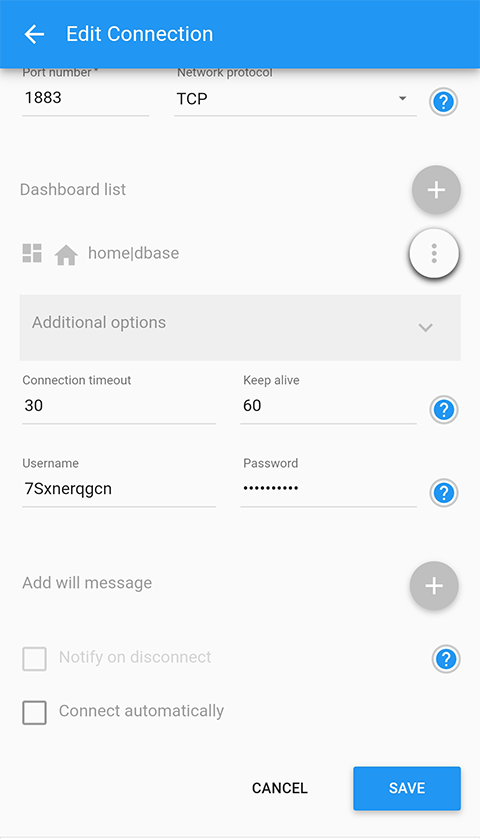 Edit Connection
Port number* Network protocol
1883 TCP
Dashboard list
home|dbase
Additional options
Connection timeout Keep alive
30 60
Username Password
7Sxnerqgcn ••••••••••
Add will message
Notify on disconnect
Connect automatically
CANCEL SAVE